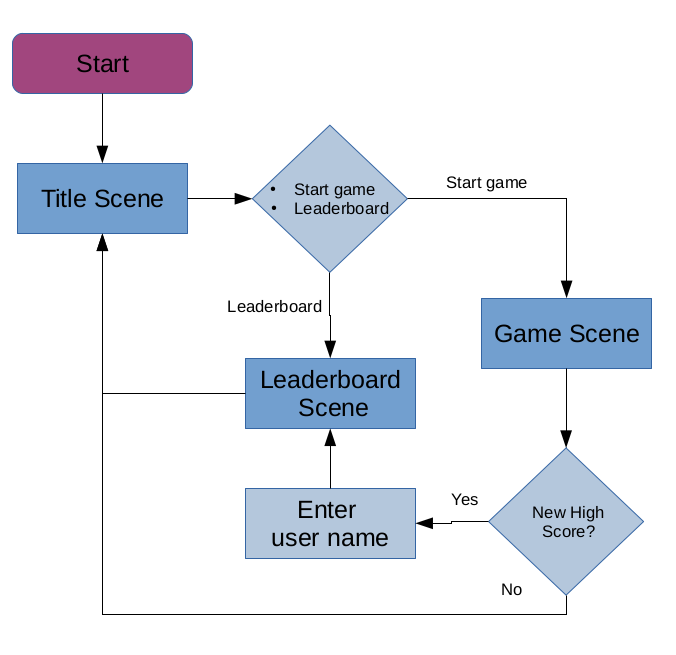 Start
Title Scene
• Start game
• Leaderboard
Start game
Leaderboard
Game Scene
Leaderboard
Scene
Enter
user name
Yes
New High
Score?
No